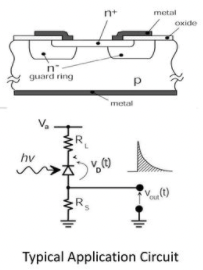 n+
metal
oxide
n-
guard ring
p
metal
Va
RL
hν
vD(t)
vout(t)
RS
Typical Application Circuit